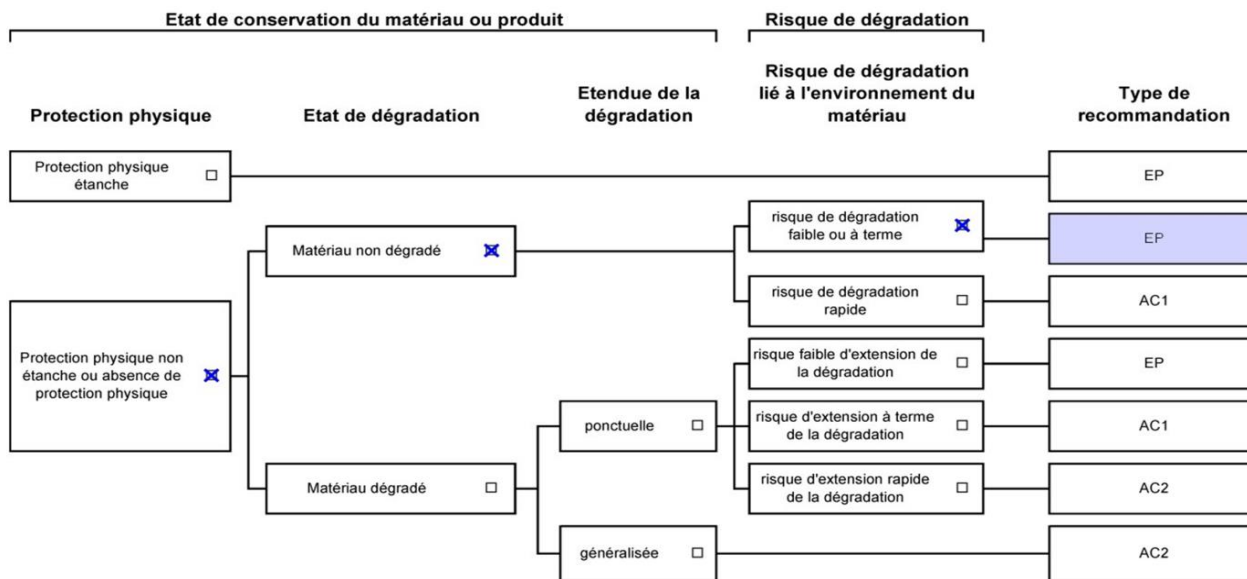 Etat de conservation du matériau ou produit
Risque de dégradation
Protection physique
Etat de dégradation
Etendue de la
dégradation
Risque de dégradation
lié à l'environnement du
matériau
Type de
recommandation
Protection physique
étanche
EP
risque de dégradation
faible ou à terme
EP
Matériau non dégradé
risque de dégradation
rapide
AC1
Protection physique non
étanche ou absence de
protection physique
risque faible d'extension de
la dégradation
EP
ponctuelle
risque d'extension à terme
de la dégradation
AC1
Matériau dégradé
risque d'extension rapide
de la dégradation
AC2
généralisée
AC2